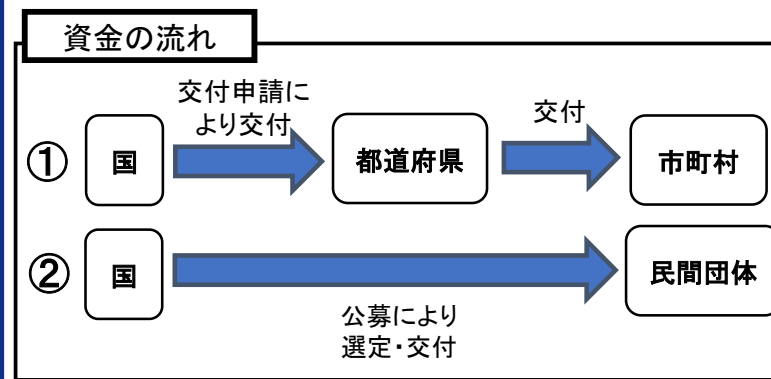 資金の流れ
交付申請に
より交付
交付
① 国 都道府県 市町村
② 国 民間団体
公募により
選定・交付